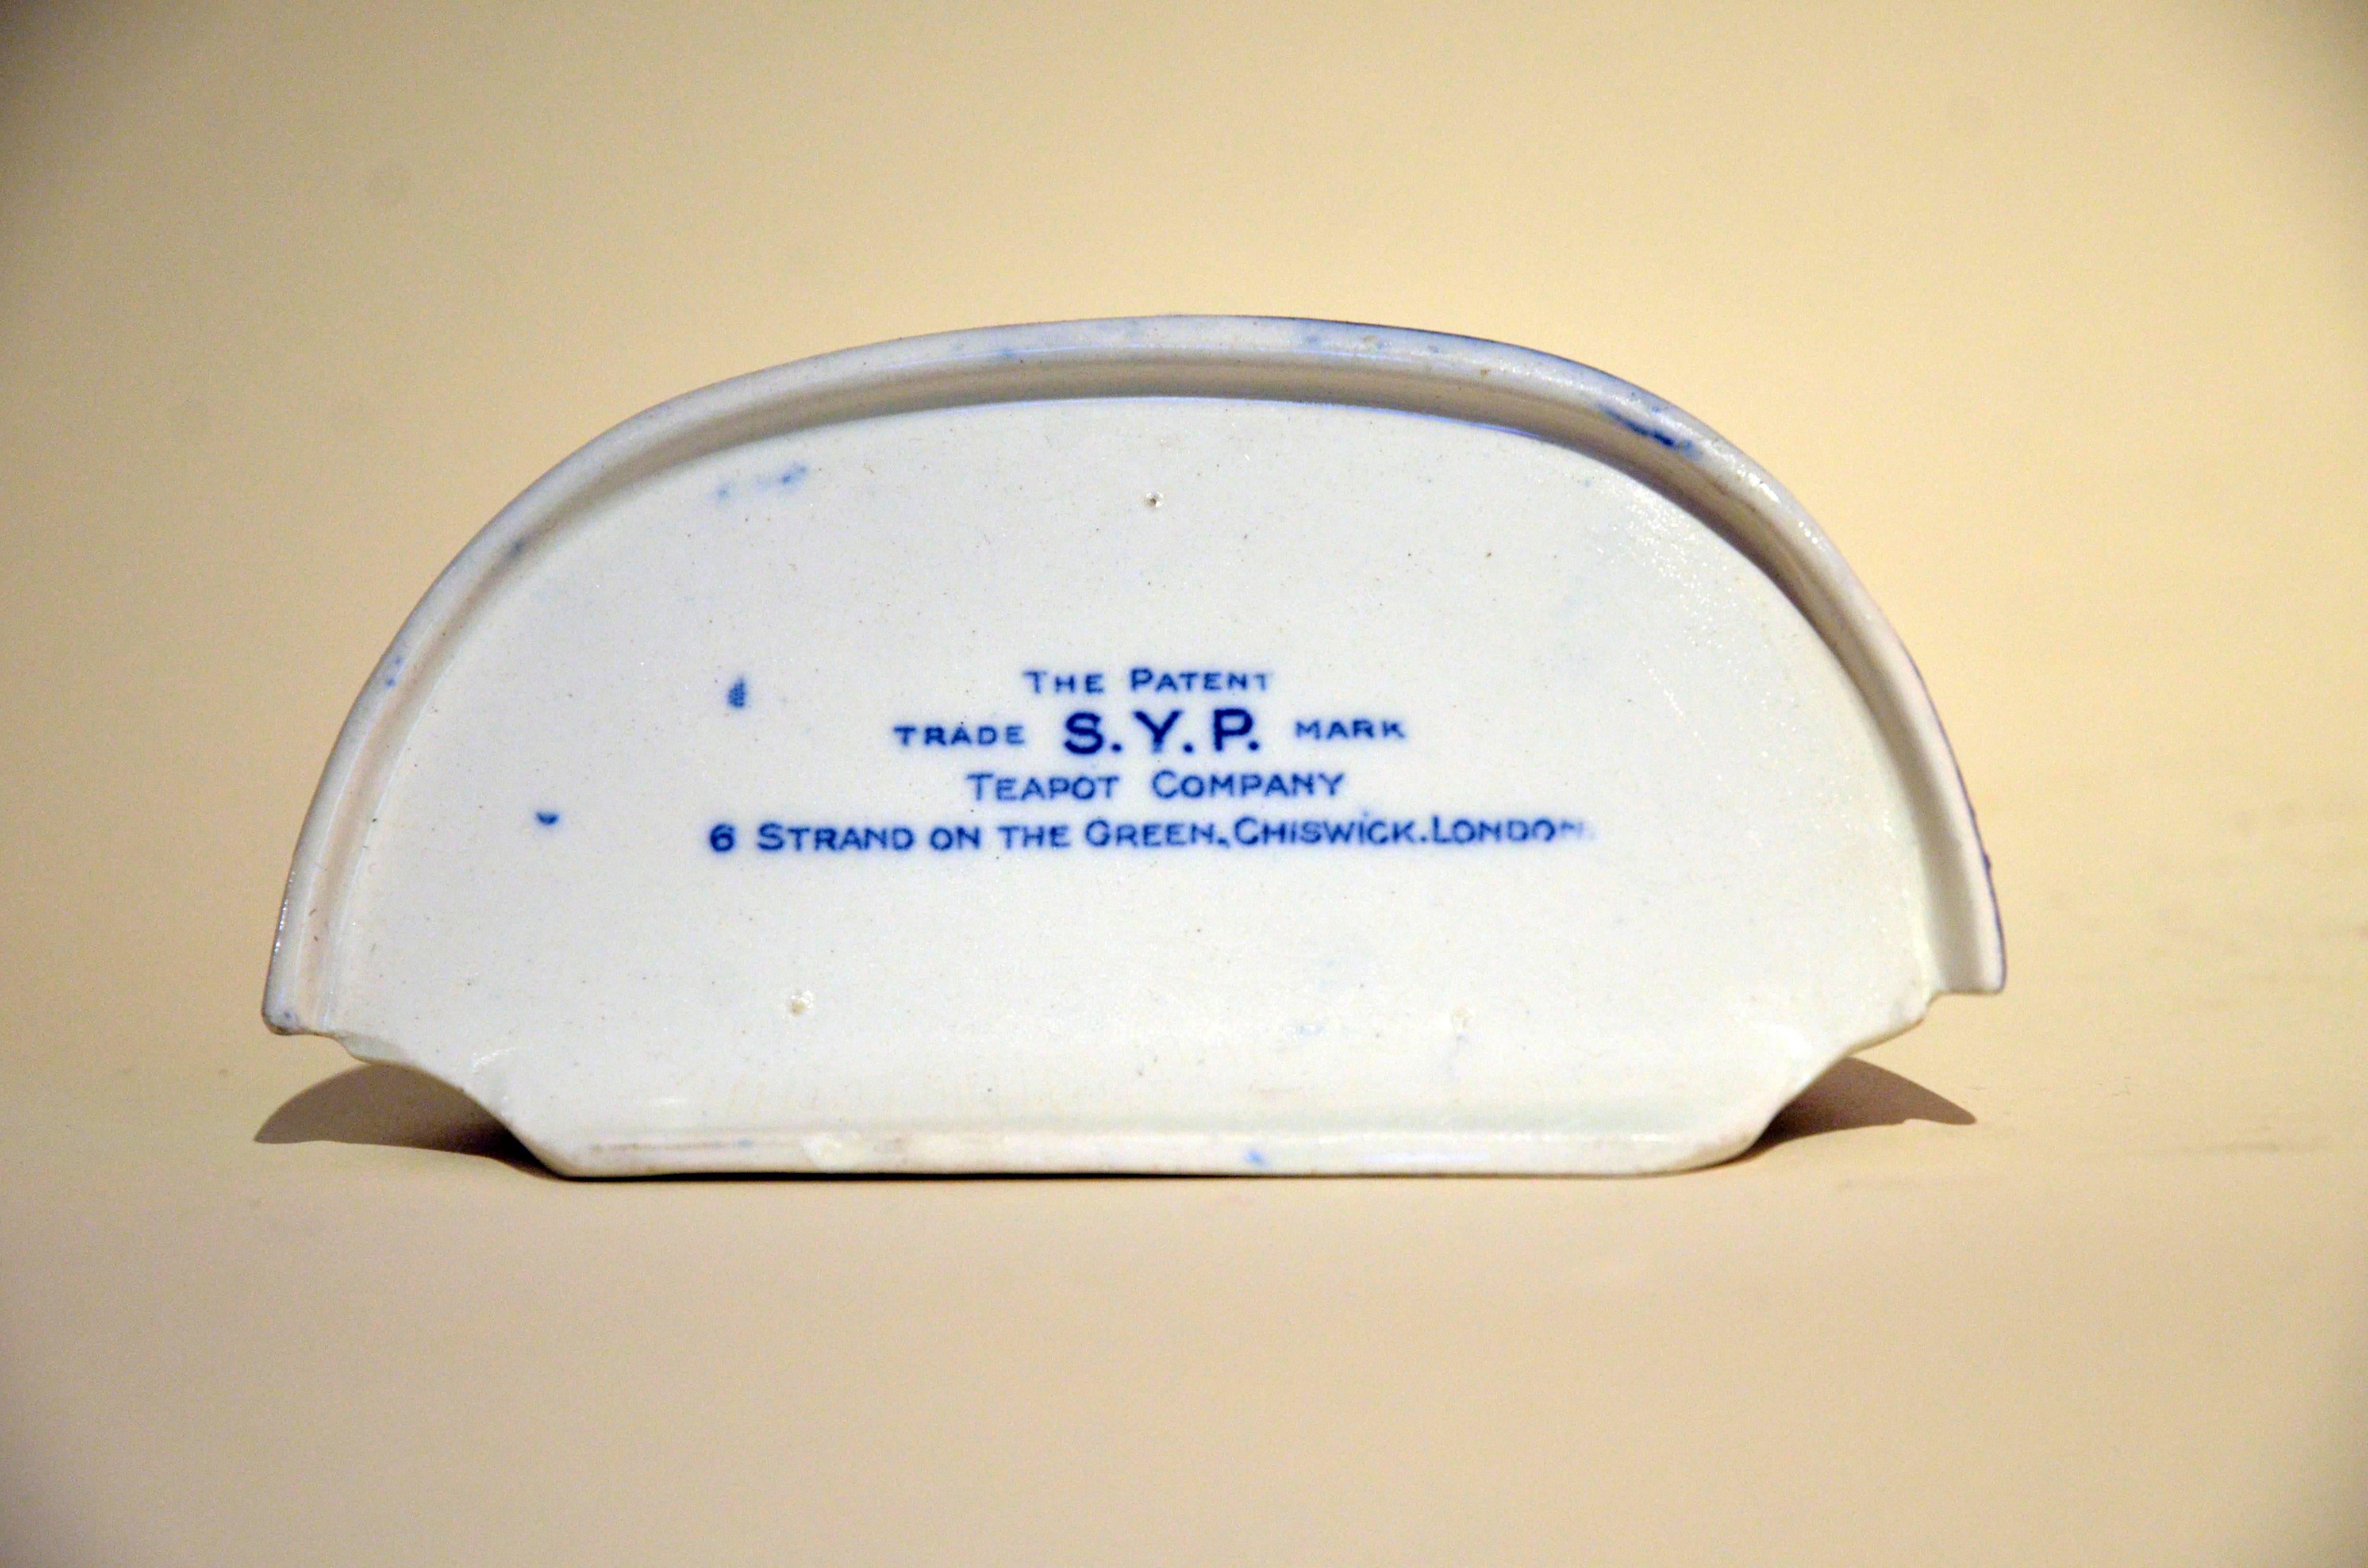 THE PATENT
TRADE S.Y.P. MARK
TEAPOT COMPANY
6 STRAND ON THE GREEN, CHISWICK. LONDON.